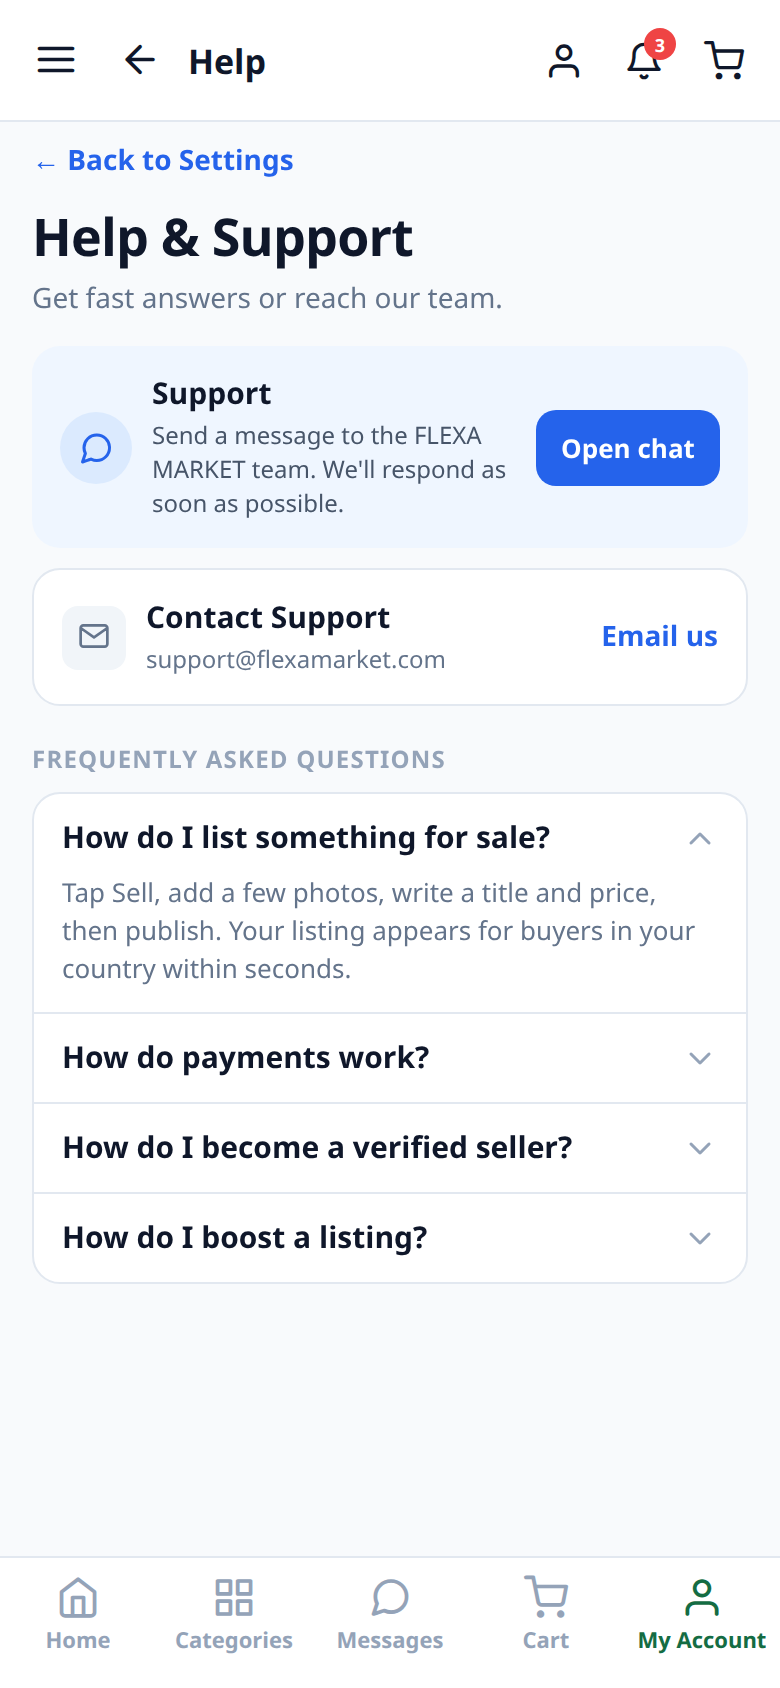 Help
3
← Back to Settings
Help & Support
Get fast answers or reach our team.
Support
Send a message to the FLEXA
MARKET team. We'll respond as
soon as possible.
Open chat
Contact Support
support@flexamarket.com
Email us
FREQUENTLY ASKED QUESTIONS
How do I list something for sale?
Tap Sell, add a few photos, write a title and price,
then publish. Your listing appears for buyers in your
country within seconds.
How do payments work?
How do I become a verified seller?
How do I boost a listing?
Home
Categories
Messages
Cart
My Account